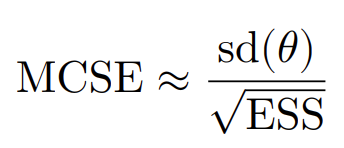 MCSE ≈ sd(θ) / √ESS